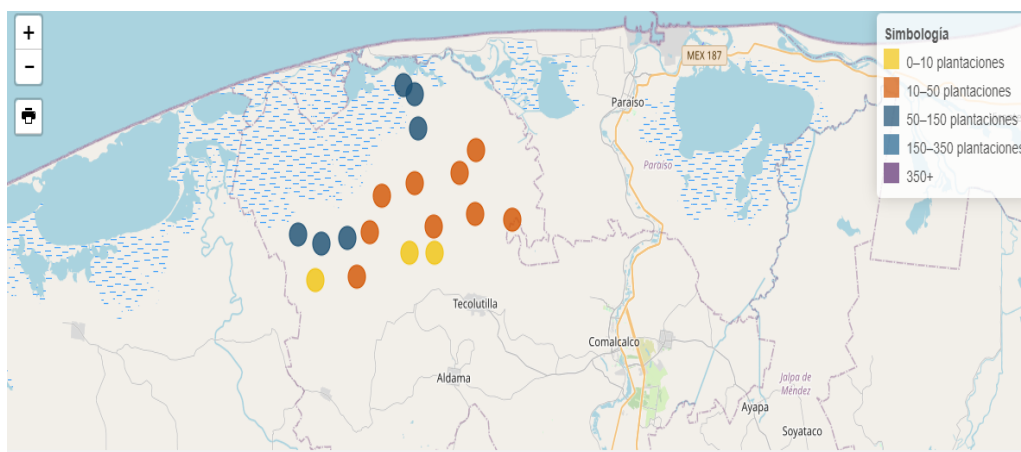 +
−
Simbología
0–10 plantaciones
10–50 plantaciones
50–150 plantaciones
150–350 plantaciones
350+
MEX 187
Paraíso
Paraíso
Tecolutilla
Comalcalco
Aldama
Jalpa de
Méndez
Ayapa
Soyataco